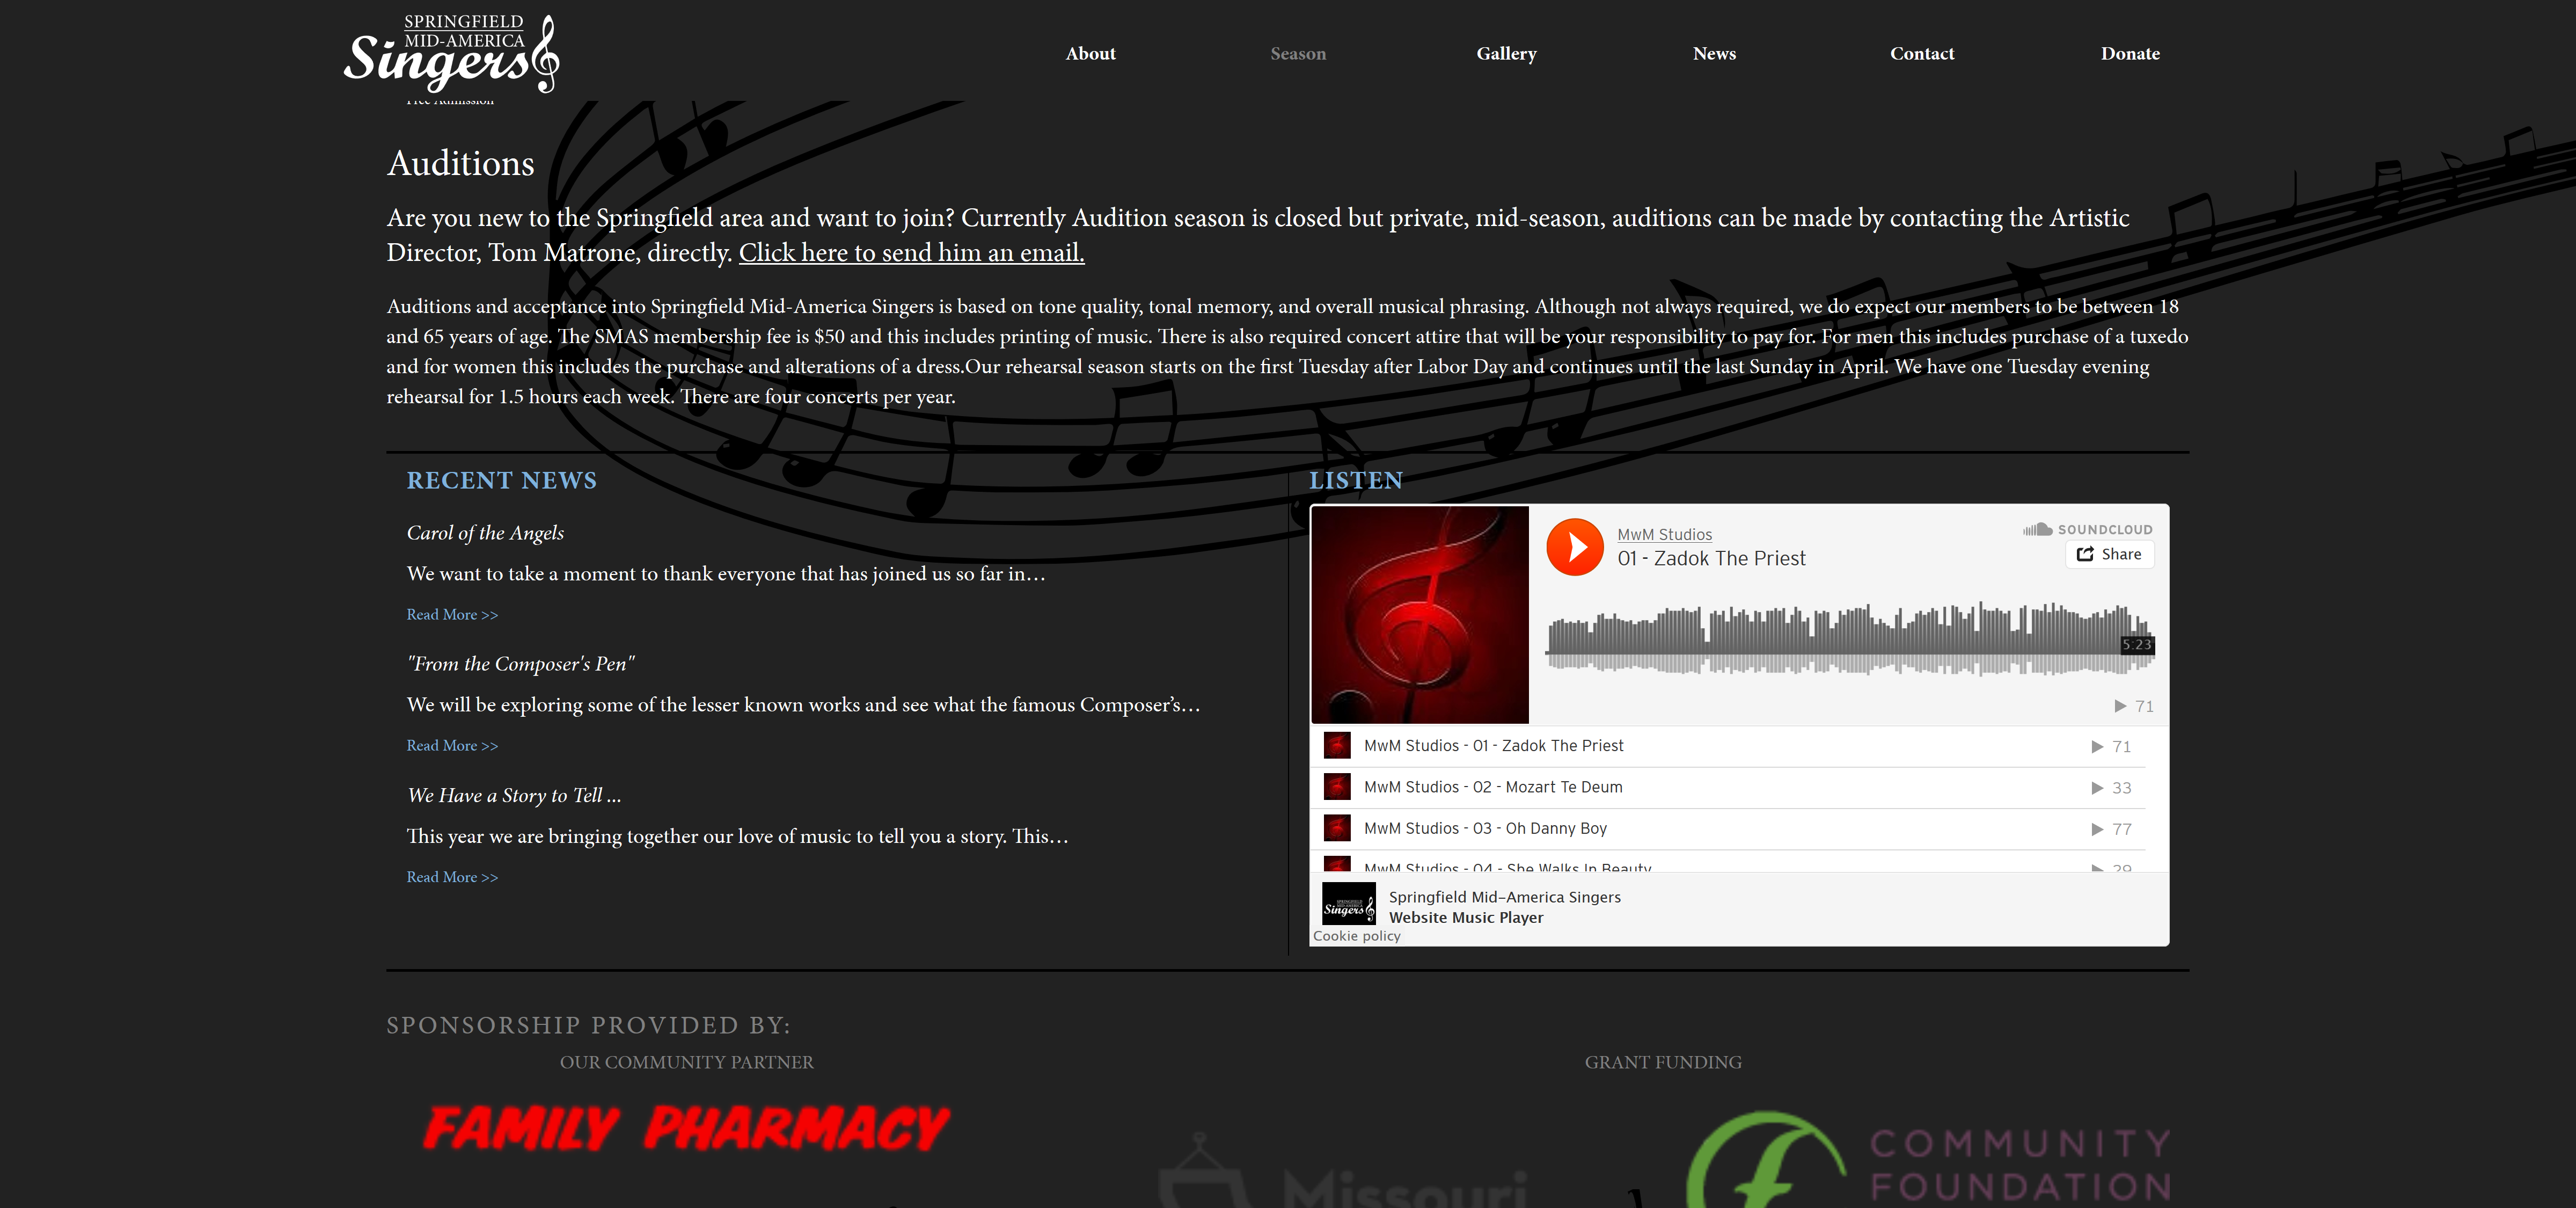 SPRINGFIELD
MID-AMERICA
Singers
About
Season
Gallery
News
Contact
Donate
Free Admission
Auditions
Are you new to the Springfield area and want to join? Currently Audition season is closed but private, mid-season, auditions can be made by contacting the Artistic
Director, Tom Matrone, directly. Click here to send him an email.
Auditions and acceptance into Springfield Mid-America Singers is based on tone quality, tonal memory, and overall musical phrasing. Although not always required, we do expect our members to be between 18
and 65 years of age. The SMAS membership fee is $50 and this includes printing of music. There is also required concert attire that will be your responsibility to pay for. For men this includes purchase of a tuxedo
and for women this includes the purchase and alterations of a dress.Our rehearsal season starts on the first Tuesday after Labor Day and continues until the last Sunday in April. We have one Tuesday evening
rehearsal for 1.5 hours each week. There are four concerts per year.
RECENT NEWS
Carol of the Angels
We want to take a moment to thank everyone that has joined us so far in…
Read More >>
"From the Composer's Pen"
We will be exploring some of the lesser known works and see what the famous Composer’s…
Read More >>
We Have a Story to Tell ...
This year we are bringing together our love of music to tell you a story. This…
Read More >>
LISTEN
MwM Studios
01 - Zadok The Priest
SOUNDCLOUD
Share
5:23
71
MwM Studios - 01 - Zadok The Priest 71
MwM Studios - 02 - Mozart Te Deum 33
MwM Studios - 03 - Oh Danny Boy 77
MwM Studios - 04 - She Walks In Beauty 29
SPRINGFIELD
MID-AMERICA
Singers
Springfield Mid-America Singers
Website Music Player
Cookie policy
SPONSORSHIP PROVIDED BY:
OUR COMMUNITY PARTNER
GRANT FUNDING
FAMILY PHARMACY
Missouri
COMMUNITY
FOUNDATION